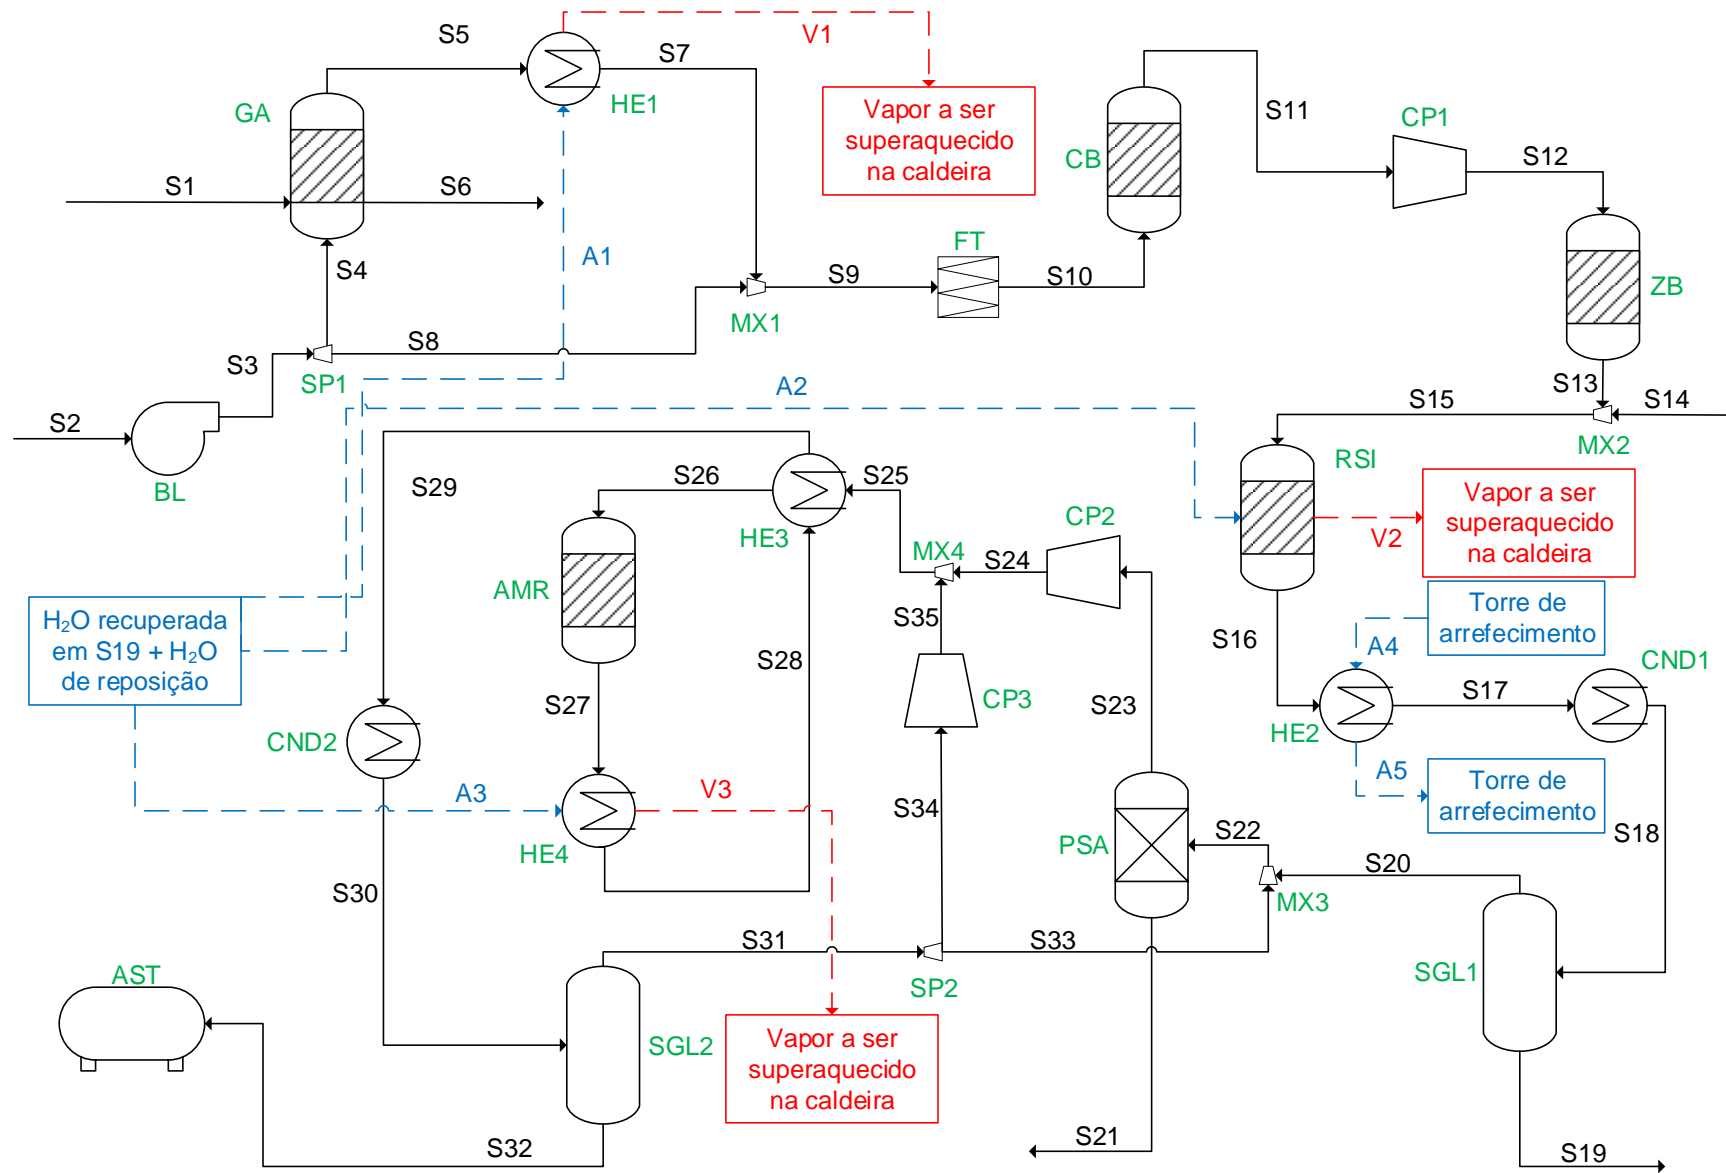 S5
V1
S7
HE1
GA
Vapor a ser
superaquecido
na caldeira
S11
CP1
CB
S12
S1
S6
A1
S4
FT
S9
S10
ZB
MX1
S8
S3
SP1
A2
S13
S15
S14
MX2
S2
BL
S29
S26
S25
HE3
RSI
CP2
Vapor a ser
superaquecido
na caldeira
V2
MX4
S24
AMR
H₂O recuperada
em S19 + H₂O
de reposição
S35
Torre de
arrefecimento
S16
A4
S28
S27
CP3
S23
CND1
S17
HE2
CND2
A5
Torre de
arrefecimento
A3
V3
S34
HE4
PSA
S22
S18
S20
S30
MX3
S31
S33
AST
SP2
SGL1
SGL2
Vapor a ser
superaquecido
na caldeira
S32
S21
S19